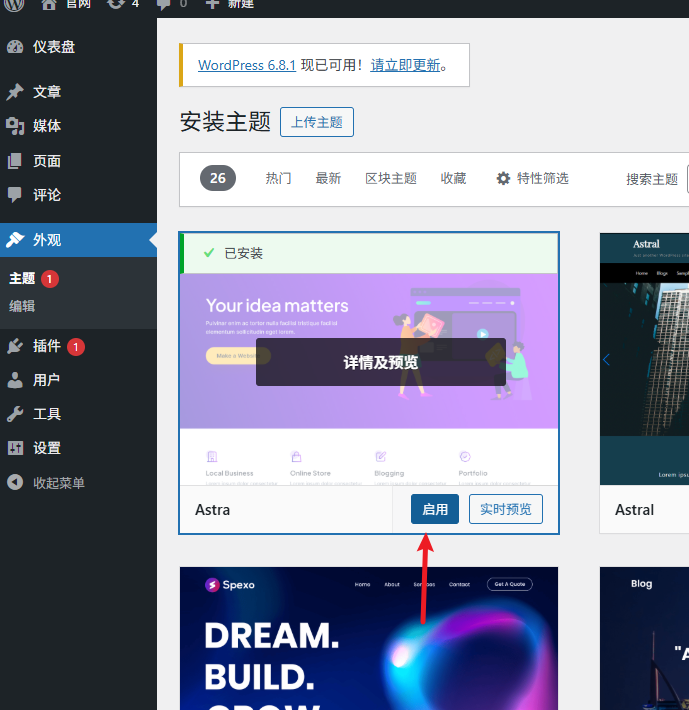 官网
4
0
新建
仪表盘
文章
媒体
页面
评论
外观
主题 1
编辑
插件 1
用户
工具
设置
收起菜单
WordPress 6.8.1 现已可用！请立即更新。
安装主题
上传主题
26
热门
最新
区块主题
收藏
特性筛选
搜索主题
已安装
Your idea matters
Make a Website
详情及预览
Local Business
Online Store
Blogging
Portfolio
Astra
启用
实时预览
Astral
Home
Blogs
Lorem ipsu
Astral
Spexo
Home
About
Contact
Get A Quote
DREAM.
BUILD.
GROW
Blog
"A